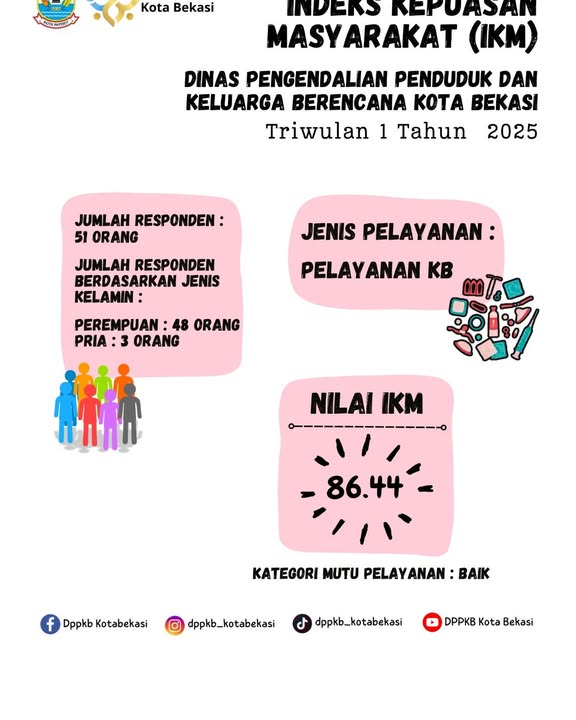 Kota Bekasi
INDEKS KEPUASAN
MASYARAKAT (IKM)
DINAS PENGENDALIAN PENDUDUK DAN
KELUARGA BERENCANA KOTA BEKASI
Triwulan 1 Tahun 2025
JUMLAH RESPONDEN :
51 ORANG
JUMLAH RESPONDEN
BERDASARKAN JENIS
KELAMIN :
PEREMPUAN : 48 ORANG
PRIA : 3 ORANG
JENIS PELAYANAN :
PELAYANAN KB
NILAI IKM
86.44
KATEGORI MUTU PELAYANAN : BAIK
Dppkb Kotabekasi
dppkb_kotabekasi
dppkb_kotabekasi
DPPKB Kota Bekasi